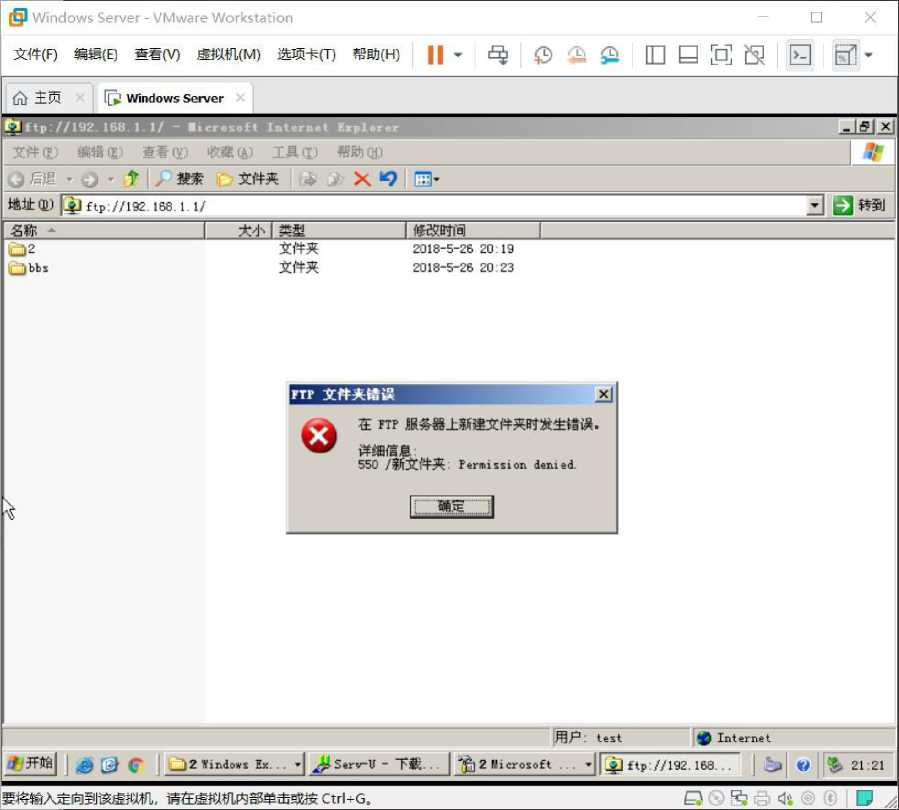 Windows Server - VMware Workstation
文件(F) 编辑(E) 查看(V) 虚拟机(M) 选项卡(T) 帮助(H)
主页 Windows Server
ftp://192.168.1.1/ - Microsoft Internet Explorer
文件(F) 编辑(E) 查看(V) 收藏(A) 工具(T) 帮助(H)
后退 搜索 文件夹
地址(D) ftp://192.168.1.1/ 转到
名称 大小 类型 修改时间
2 文件夹 2018-5-26 20:19
bbs 文件夹 2018-5-26 20:23
FTP 文件夹错误
在 FTP 服务器上新建文件夹时发生错误。
详细信息:
550 /新文件夹: Permission denied.
确定
用户: test Internet
开始 2 Windows Ex... Serv-U - 下载... 2 Microsoft ... ftp://192.168... 21:21
要将输入定向到该虚拟机，请在虚拟机内部单击或按 Ctrl+G。